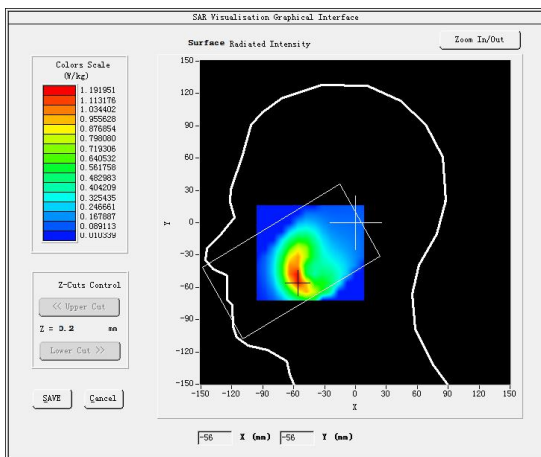 SAR Visualisation Graphical Interface
Surface Radiated Intensity
Zoom In/Out
Colors Scale
(W/kg)
1.191951
1.113176
1.034402
0.955628
0.876854
0.798080
0.719306
0.640532
0.561758
0.482983
0.404209
0.325435
0.246661
0.167887
0.089113
0.010339
Z-Cuts Control
<< Upper Cut
Z = 3.2 mm
Lower Cut >>
SAVE
Cancel
150
120
90
60
30
0
-30
-60
-90
-120
-150
Y
-150 -120 -90 -60 -30 0 30 60 90 120 150
X
-56 X (mm) -56 Y (mm)